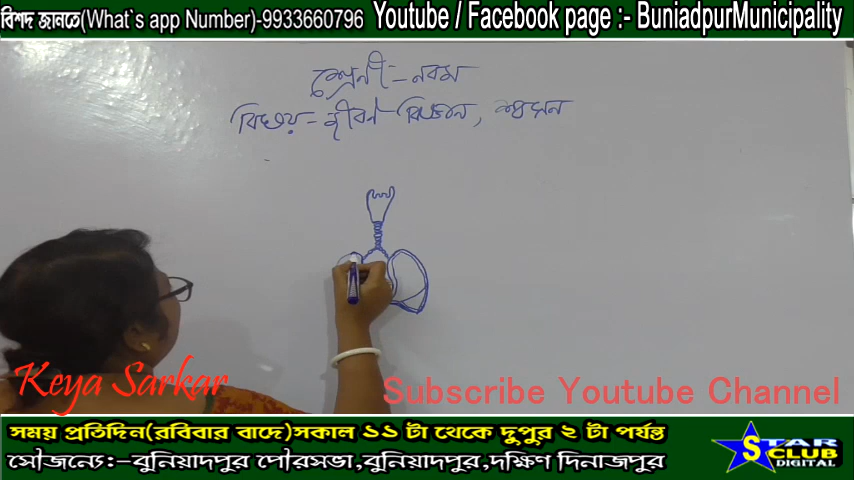 বিশদ জানতে(What`s app Number)-9933660796 Youtube / Facebook page :- BuniadpurMunicipality
শ্রেনী - নবম
বিষয় - জীবন বিজ্ঞান, শ্বসন
Keya Sarkar
Subscribe Youtube Channel
সময় প্রতিদিন(রবিবার বাদে)সকাল ১১ টা থেকে দুপুর ২ টা পর্যন্ত
সৌজন্যে:-বুনিয়াদপুর পৌরসভা,বুনিয়াদপুর,দক্ষিণ দিনাজপুর
STAR
S CLUB
DIGITAL